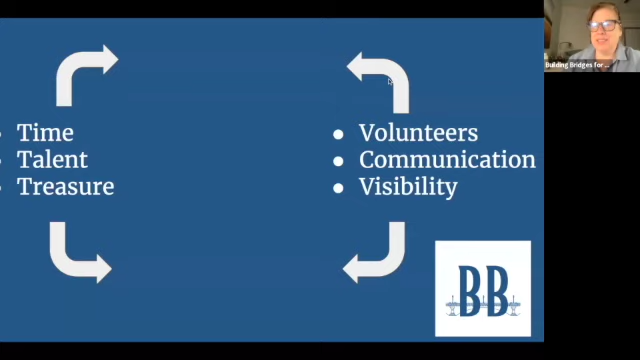 Building Bridges for ...
Time
Talent
Treasure
Volunteers
Communication
Visibility
BB